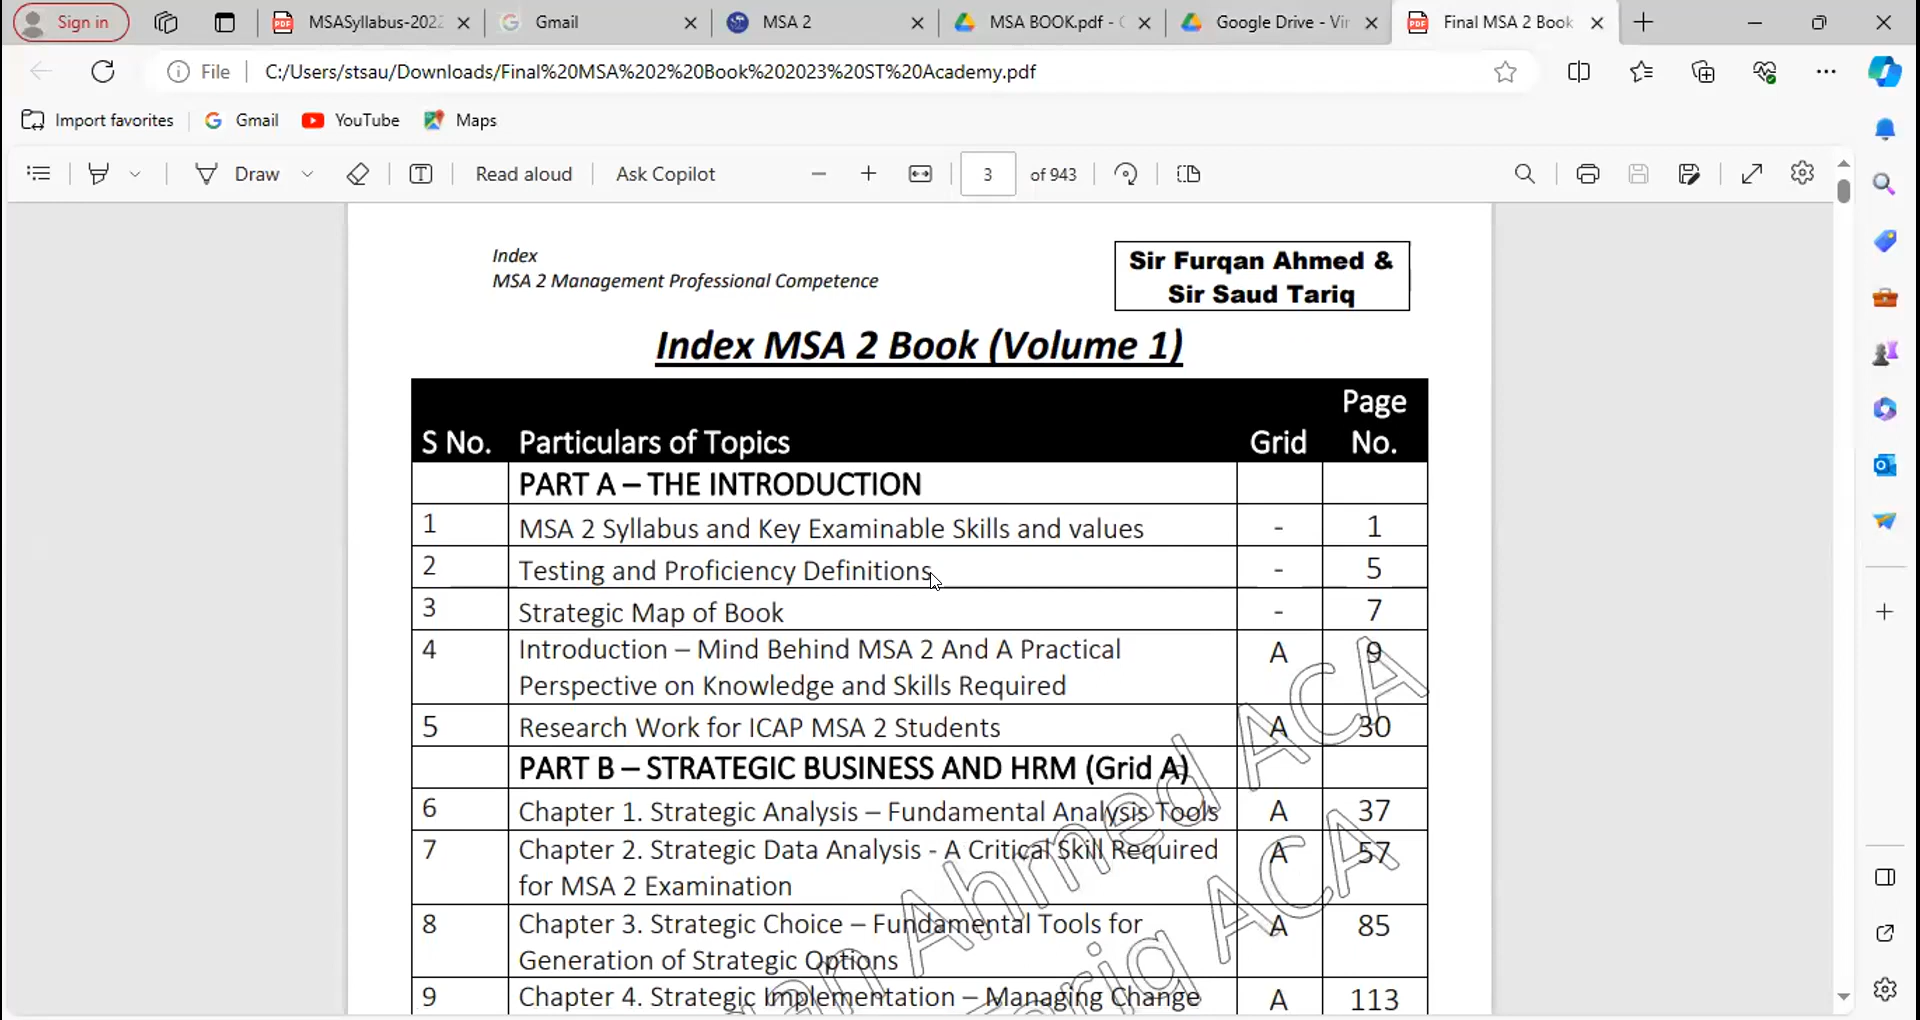 Sign in
MSASyllabus-202
Gmail
MSA 2
MSA BOOK.pdf -
Google Drive - Vir
Final MSA 2 Book
File
C:/Users/stsau/Downloads/Final%20MSA%202%20Book%202023%20ST%20Academy.pdf
Import favorites
Gmail
YouTube
Maps
Draw
Read aloud
Ask Copilot
3
of 943
Index
MSA 2 Management Professional Competence
Sir Furqan Ahmed &
Sir Saud Tariq
Index MSA 2 Book (Volume 1)
S No. Particulars of Topics Grid Page No.
PART A – THE INTRODUCTION
1 MSA 2 Syllabus and Key Examinable Skills and values - 1
2 Testing and Proficiency Definitions - 5
3 Strategic Map of Book - 7
4 Introduction – Mind Behind MSA 2 And A Practical A 9
Perspective on Knowledge and Skills Required
5 Research Work for ICAP MSA 2 Students A 30
PART B – STRATEGIC BUSINESS AND HRM (Grid A)
6 Chapter 1. Strategic Analysis – Fundamental Analysis Tools A 37
7 Chapter 2. Strategic Data Analysis - A Critical Skill Required A 57
for MSA 2 Examination
8 Chapter 3. Strategic Choice – Fundamental Tools for A 85
Generation of Strategic Options
9 Chapter 4. Strategic Implementation – Managing Change A 113
Ahmed ACA
Tariq ACA